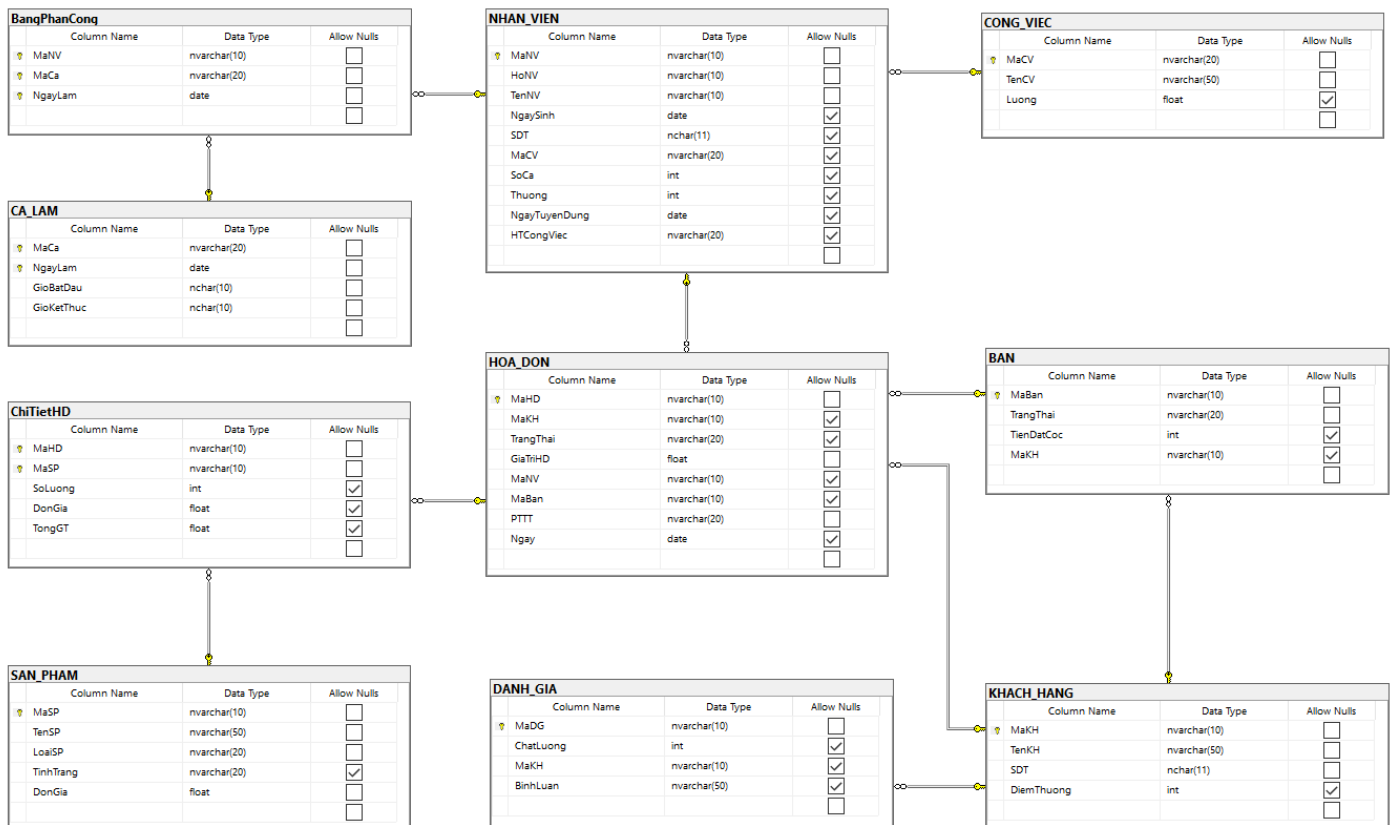 BangPhanCong
Column Name Data Type Allow Nulls
MaNV nvarchar(10)
MaCa nvarchar(20)
NgayLam date
NHAN_VIEN
Column Name Data Type Allow Nulls
MaNV nvarchar(10)
HoNV nvarchar(10)
TenNV nvarchar(10)
NgaySinh date
SDT nchar(11)
MaCV nvarchar(20)
SoCa int
Thuong int
NgayTuyenDung date
HTCongViec nvarchar(20)
CONG_VIEC
Column Name Data Type Allow Nulls
MaCV nvarchar(20)
TenCV nvarchar(50)
Luong float
CA_LAM
Column Name Data Type Allow Nulls
MaCa nvarchar(20)
NgayLam date
GioBatDau nchar(10)
GioKetThuc nchar(10)
HOA_DON
Column Name Data Type Allow Nulls
MaHD nvarchar(10)
MaKH nvarchar(10)
TrangThai nvarchar(20)
GiaTriHD float
MaNV nvarchar(10)
MaBan nvarchar(10)
PTTT nvarchar(20)
Ngay date
BAN
Column Name Data Type Allow Nulls
MaBan nvarchar(10)
TrangThai nvarchar(20)
TienDatCoc int
MaKH nvarchar(10)
ChiTietHD
Column Name Data Type Allow Nulls
MaHD nvarchar(10)
MaSP nvarchar(10)
SoLuong int
DonGia float
TongGT float
SAN_PHAM
Column Name Data Type Allow Nulls
MaSP nvarchar(10)
TenSP nvarchar(50)
LoaiSP nvarchar(20)
TinhTrang nvarchar(20)
DonGia float
DANH_GIA
Column Name Data Type Allow Nulls
MaDG nvarchar(10)
ChatLuong int
MaKH nvarchar(10)
BinhLuan nvarchar(50)
KHACH_HANG
Column Name Data Type Allow Nulls
MaKH nvarchar(10)
TenKH nvarchar(50)
SDT nchar(11)
DiemThuong int